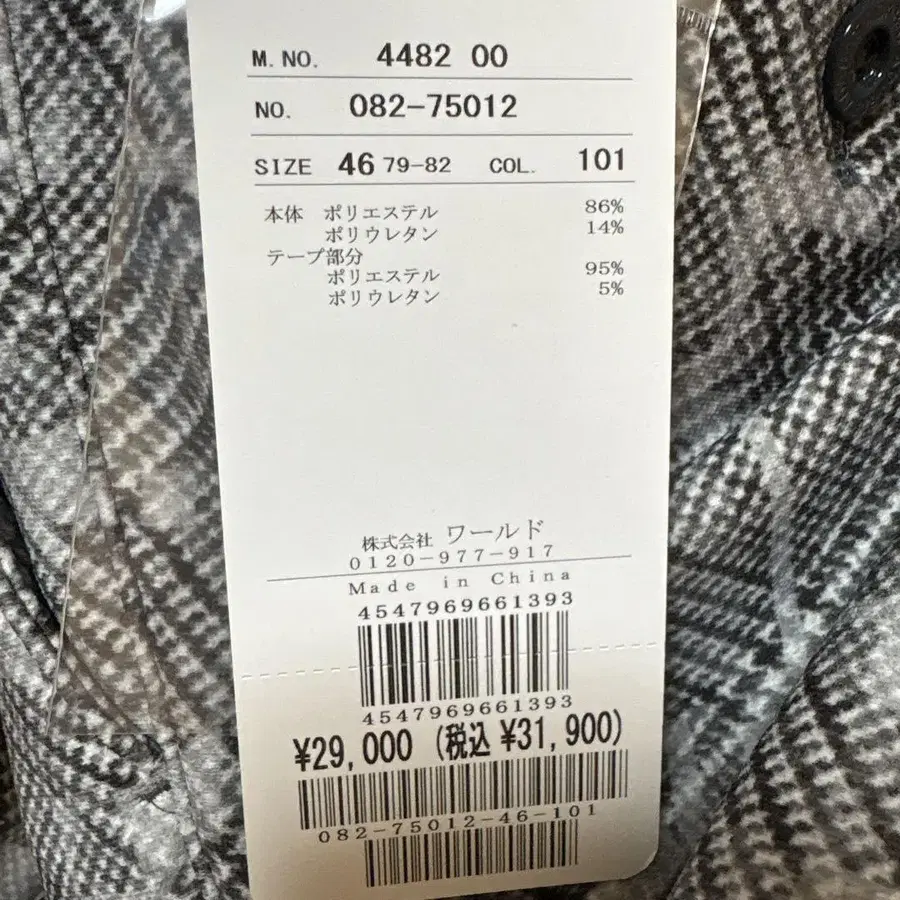 M. NO. 4482 00
NO. 082-75012
SIZE 46 79-82 COL. 101
本体 ポリエステル 86%
ポリウレタン 14%
テープ部分
ポリエステル 95%
ポリウレタン 5%
株式会社 ワールド
0120-977-917
Made in China
4547969661393
4547969661393
¥29,000 (税込 ¥31,900)
082-75012-46-101